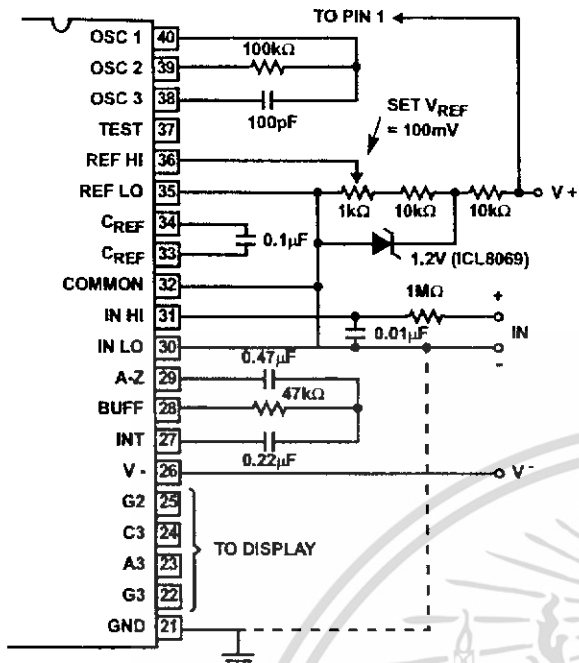 TO PIN 1
OSC 1 40
100kΩ
OSC 2 39
OSC 3 38
100pF
SET VREF
= 100mV
TEST 37
REF HI 36
REF LO 35
1kΩ 10kΩ 10kΩ
V +
CREF 34
0.1μF
CREF 33
1.2V (ICL8069)
COMMON 32
1MΩ
IN HI 31
+
0.01μF
IN
IN LO 30
-
0.47μF
A-Z 29
47kΩ
BUFF 28
INT 27
0.22μF
V - 26
V-
G2 25
C3 24
TO DISPLAY
A3 23
G3 22
GND 21